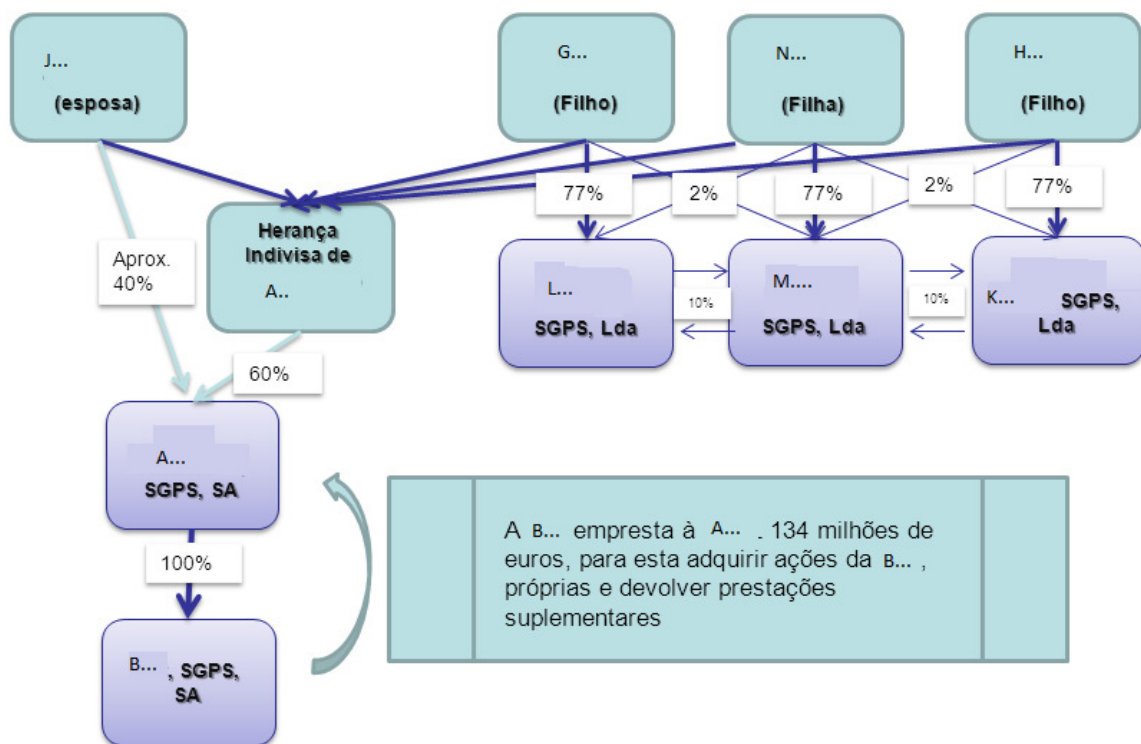 J...
(esposa)
G...
(Filho)
N...
(Filha)
H...
(Filho)
77%
2%
77%
2%
77%
Herança
Indivisa de
A..
Aprox.
40%
60%
L...
SGPS, Lda
10%
M....
SGPS, Lda
10%
K... SGPS,
Lda
A...
SGPS, SA
100%
B... , SGPS,
SA
A B... empresta à A... . 134 milhões de
euros, para esta adquirir ações da B... ,
próprias e devolver prestações
suplementares